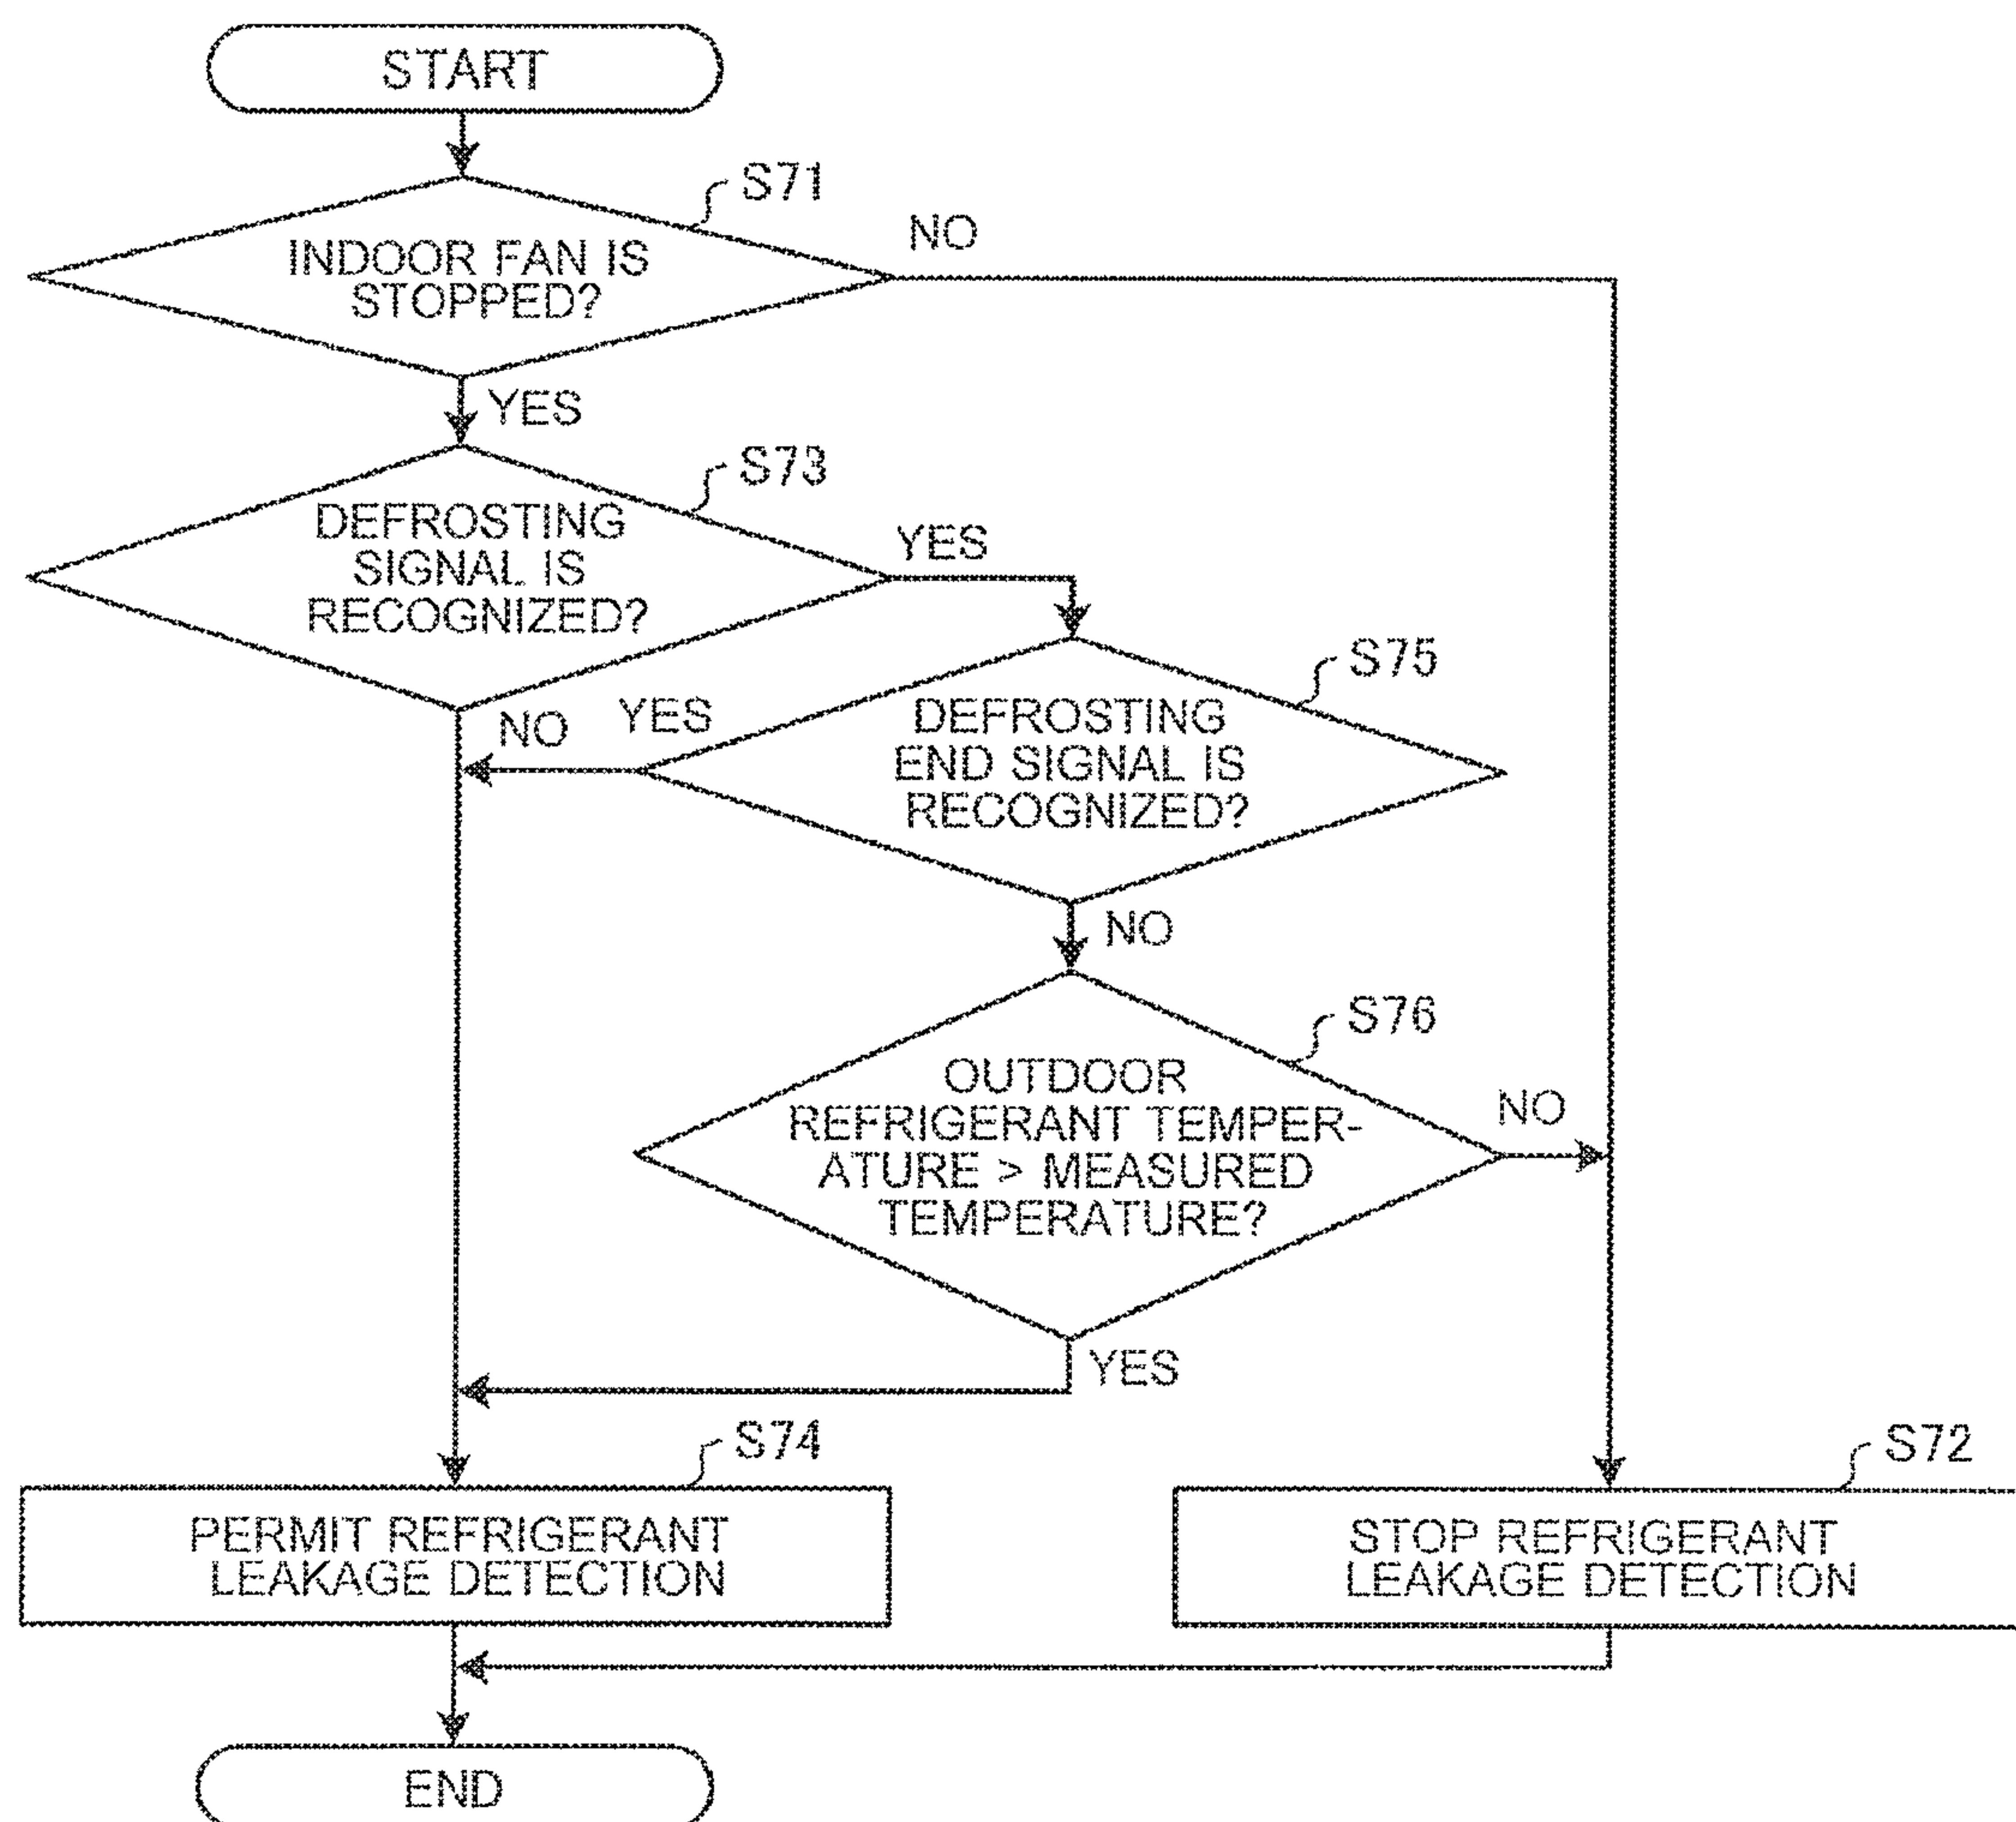 START
S71
INDOOR FAN IS
STOPPED?
NO
YES
S73
DEFROSTING
SIGNAL IS
RECOGNIZED?
YES
NO
S75
DEFROSTING
END SIGNAL IS
RECOGNIZED?
YES
NO
S76
OUTDOOR
REFRIGERANT TEMPER-
ATURE > MEASURED
TEMPERATURE?
NO
YES
S74
PERMIT REFRIGERANT
LEAKAGE DETECTION
S72
STOP REFRIGERANT
LEAKAGE DETECTION
END